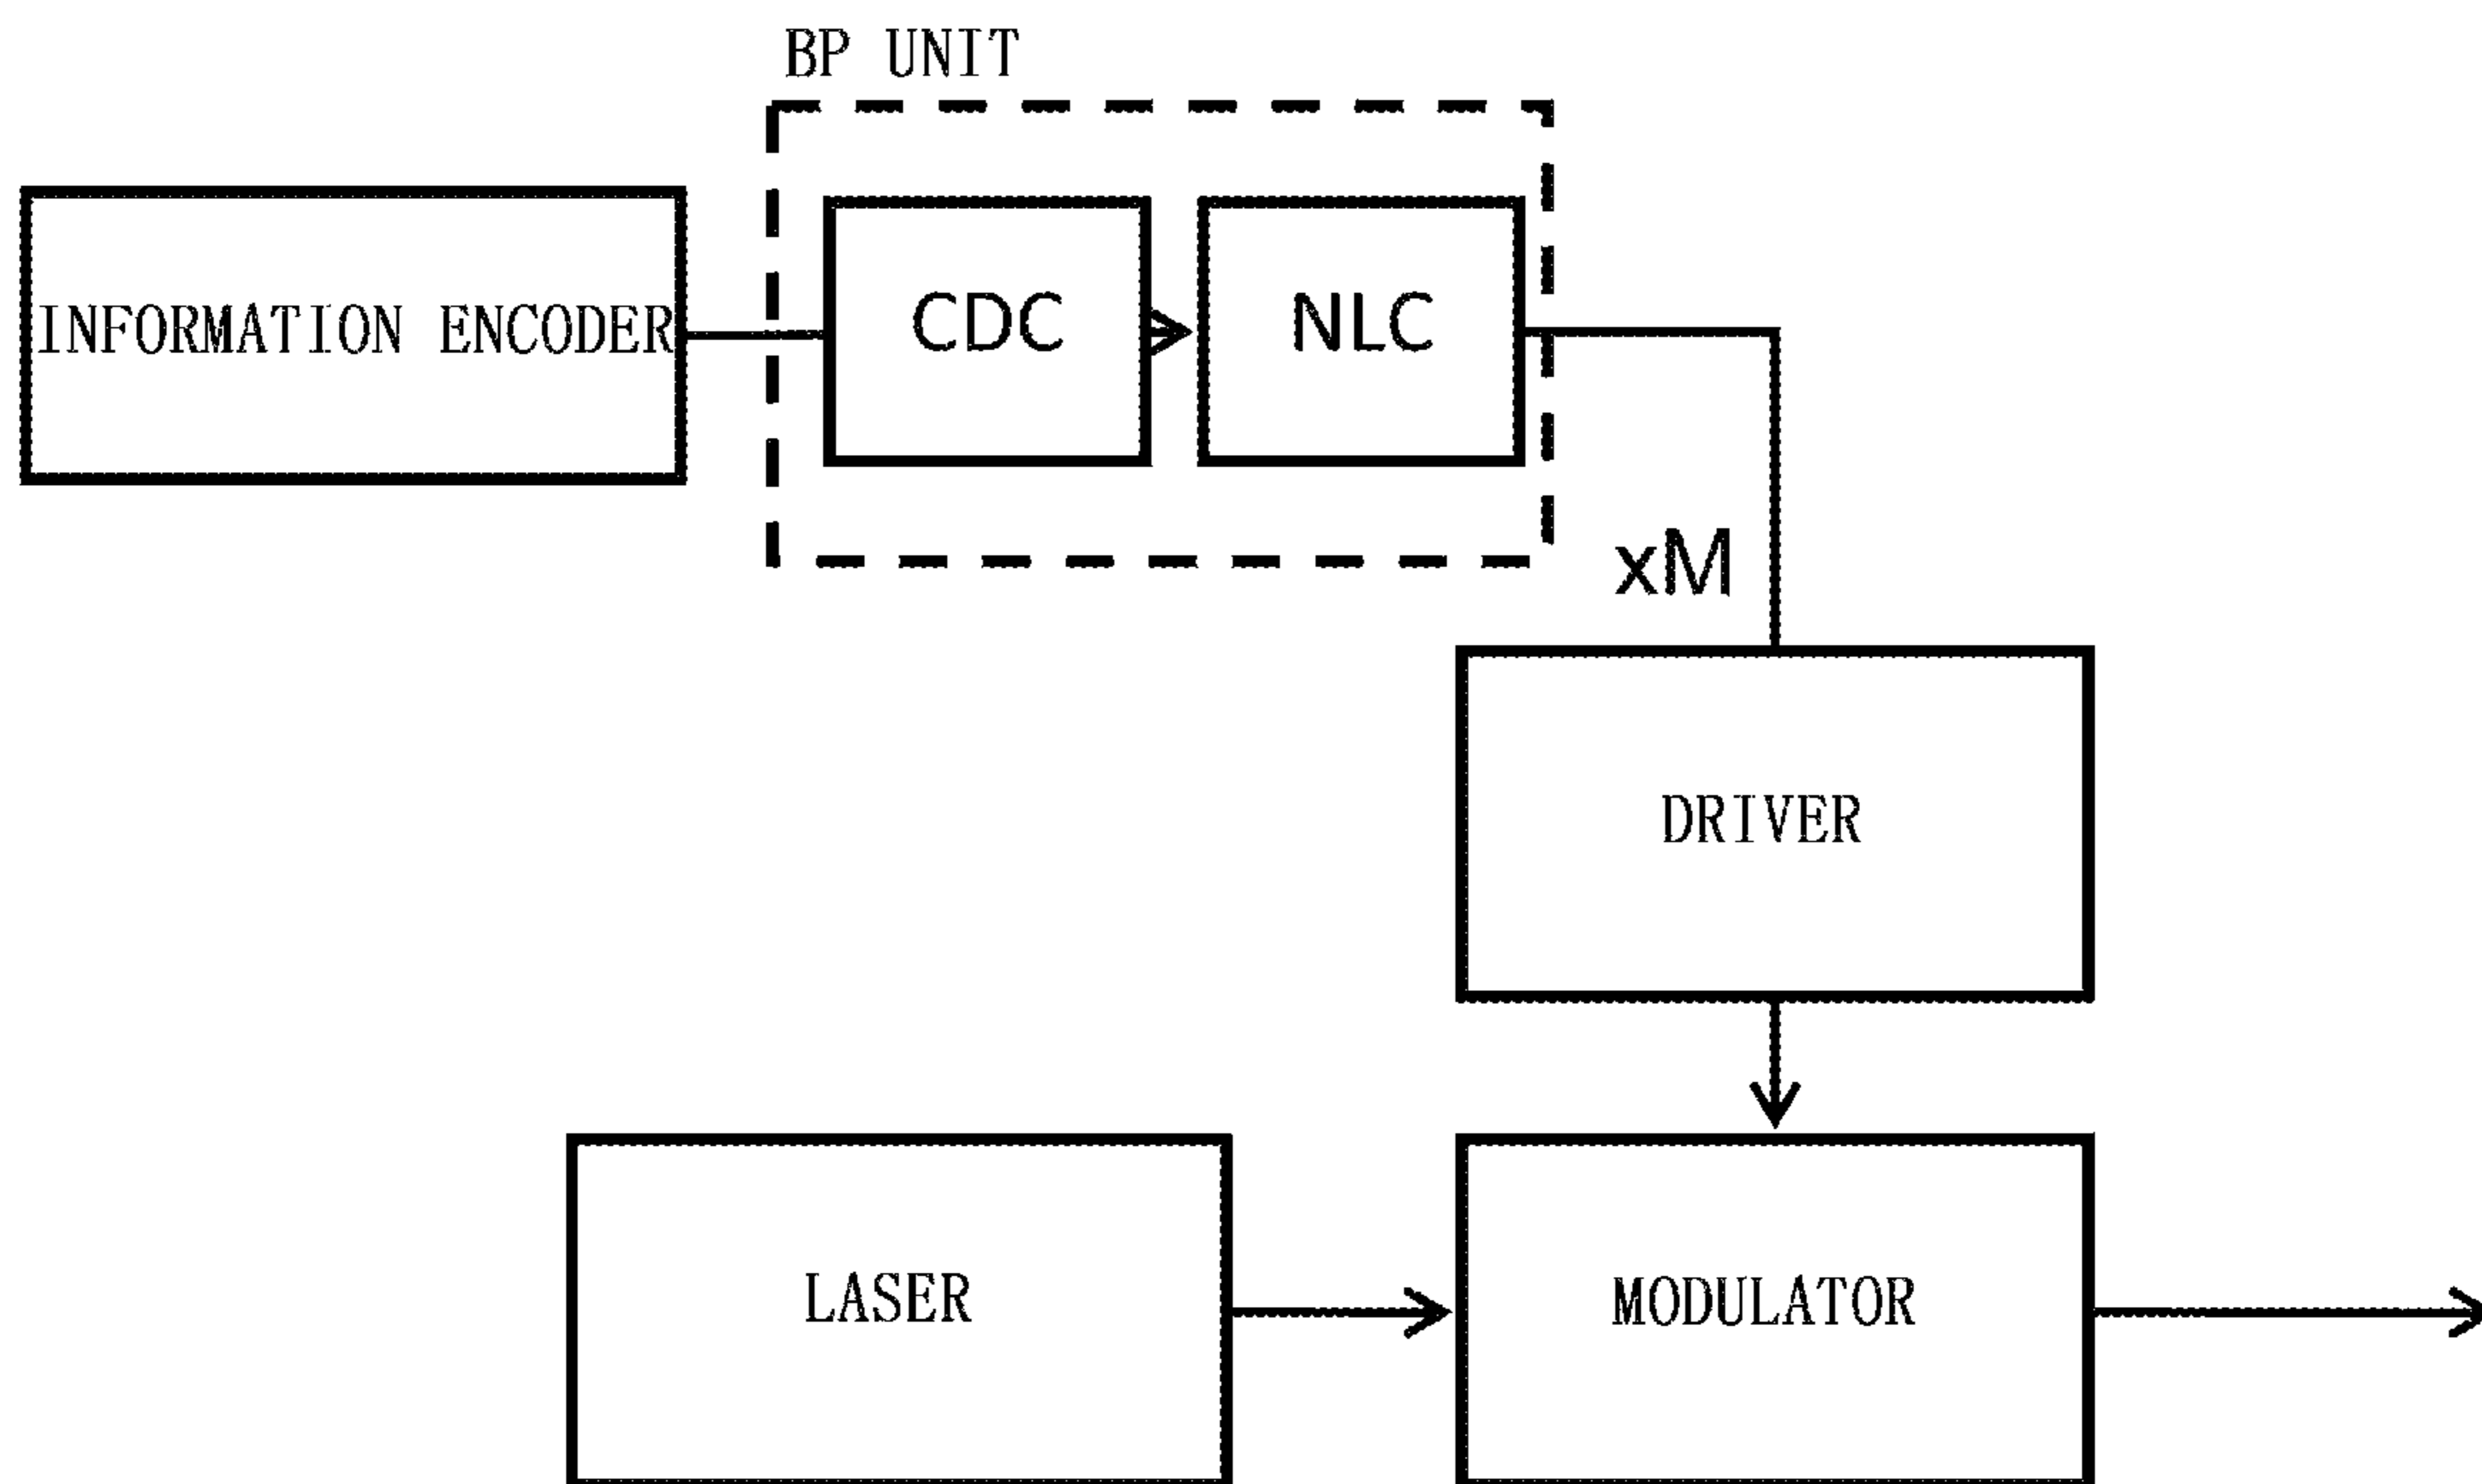 BP UNIT
INFORMATION ENCODER
CDC
NLC
xM
DRIVER
LASER
MODULATOR